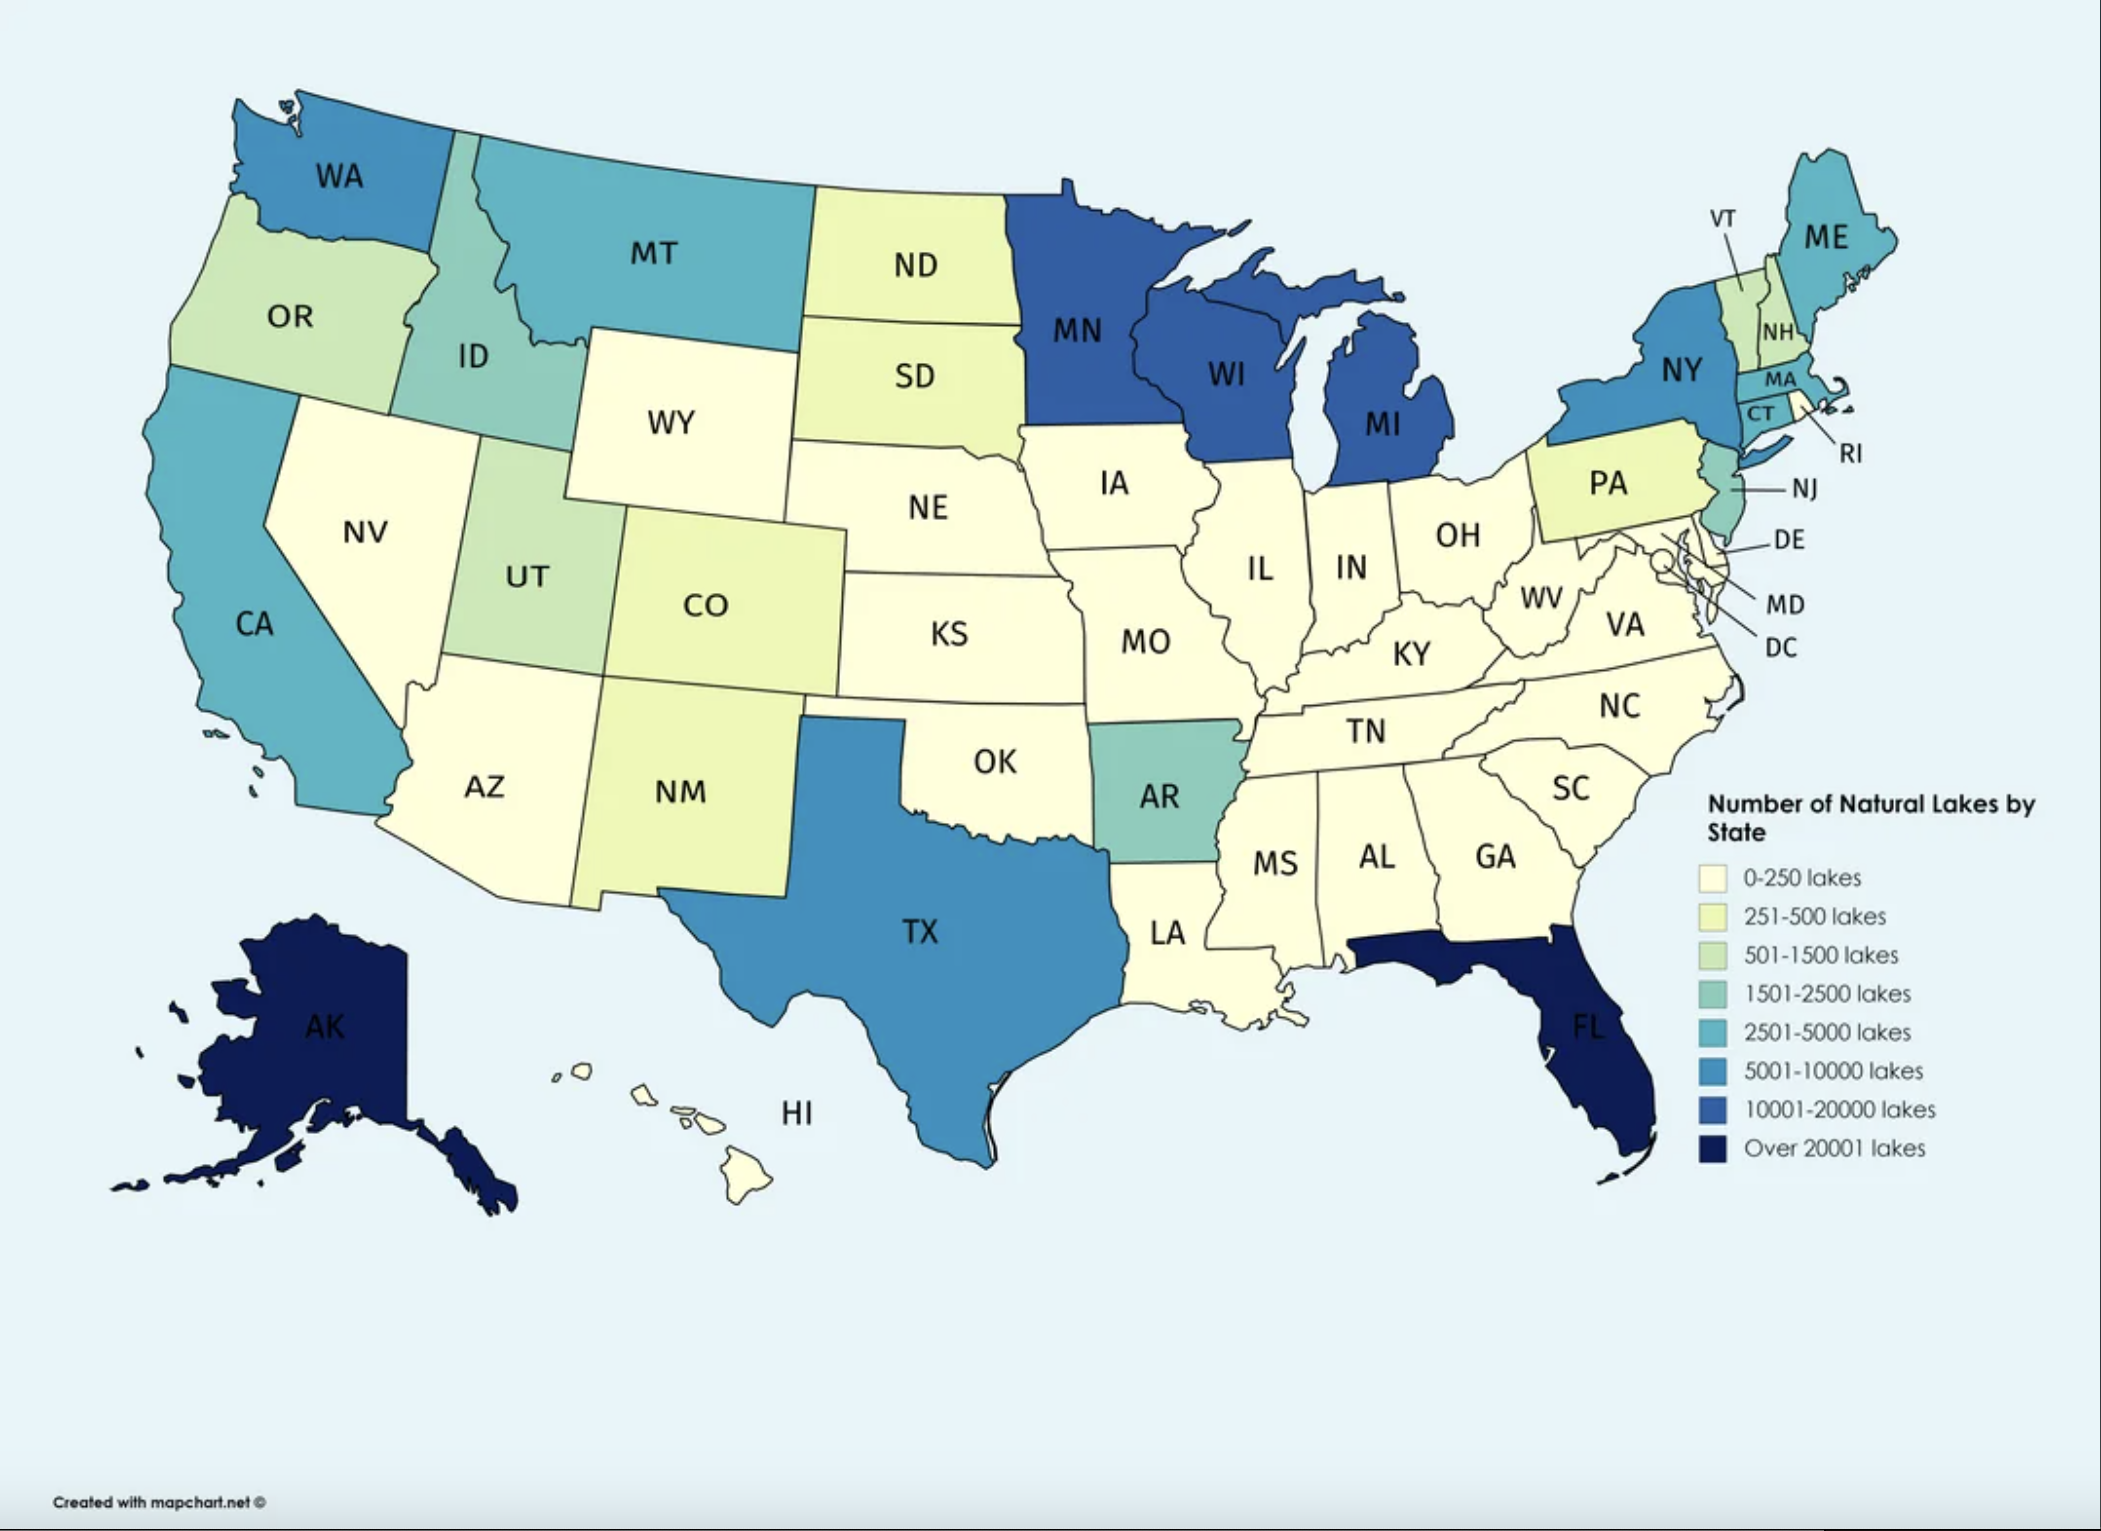 WA
VT
ME
MT
ND
OR
MN
NH
ID
WI
NY
SD
MA
CT
WY
MI
RI
IA
PA
NJ
NE
NV
OH
DE
UT
IL
IN
CO
WV
MD
CA
VA
KS
MO
DC
KY
NC
TN
OK
AZ
NM
AR
SC
MS
AL
GA
TX
LA
AK
FL
HI
Number of Natural Lakes by
State
0-250 lakes
251-500 lakes
501-1500 lakes
1501-2500 lakes
2501-5000 lakes
5001-10000 lakes
10001-20000 lakes
Over 20001 lakes
Created with mapchart.net ©